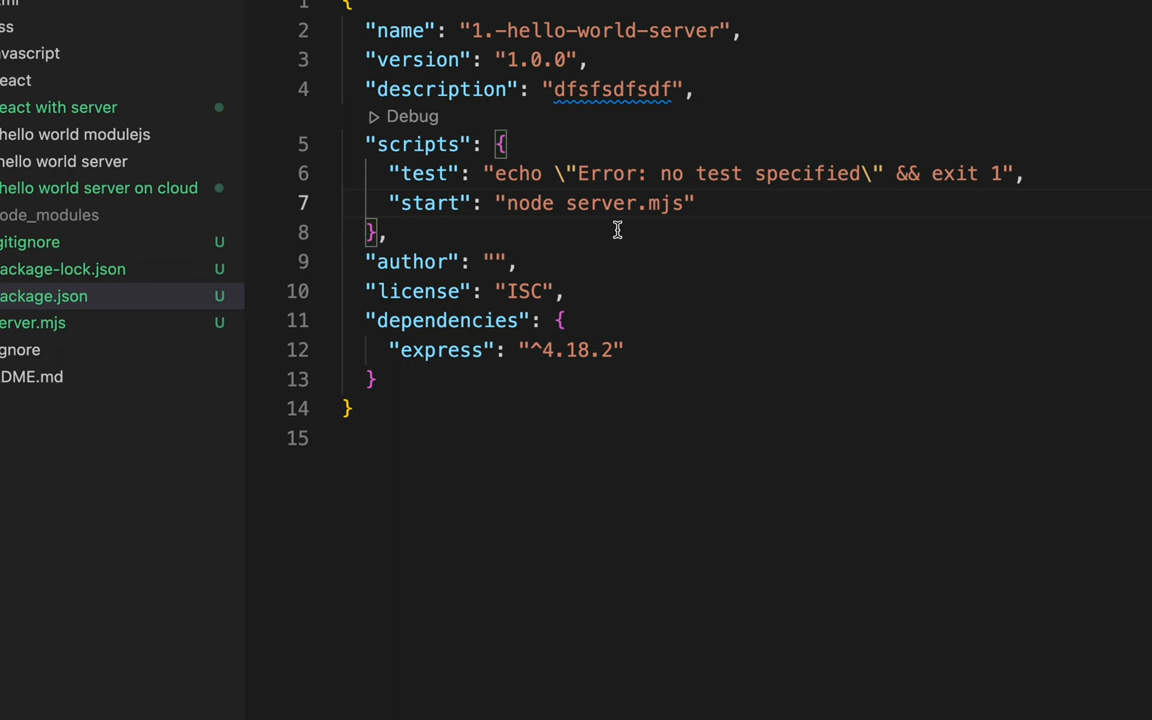 ss
vascript
eact
eact with server
hello world modulejs
hello world server
hello world server on cloud
ode_modules
gitignore U
ackage-lock.json U
ackage.json U
erver.mjs U
gnore
DME.md
1 {
2 "name": "1.-hello-world-server",
3 "version": "1.0.0",
4 "description": "dfsfsdfsdf",
Debug
5 "scripts": {
6 "test": "echo \"Error: no test specified\" && exit 1",
7 "start": "node server.mjs"
8 },
9 "author": "",
10 "license": "ISC",
11 "dependencies": {
12 "express": "^4.18.2"
13 }
14 }
15